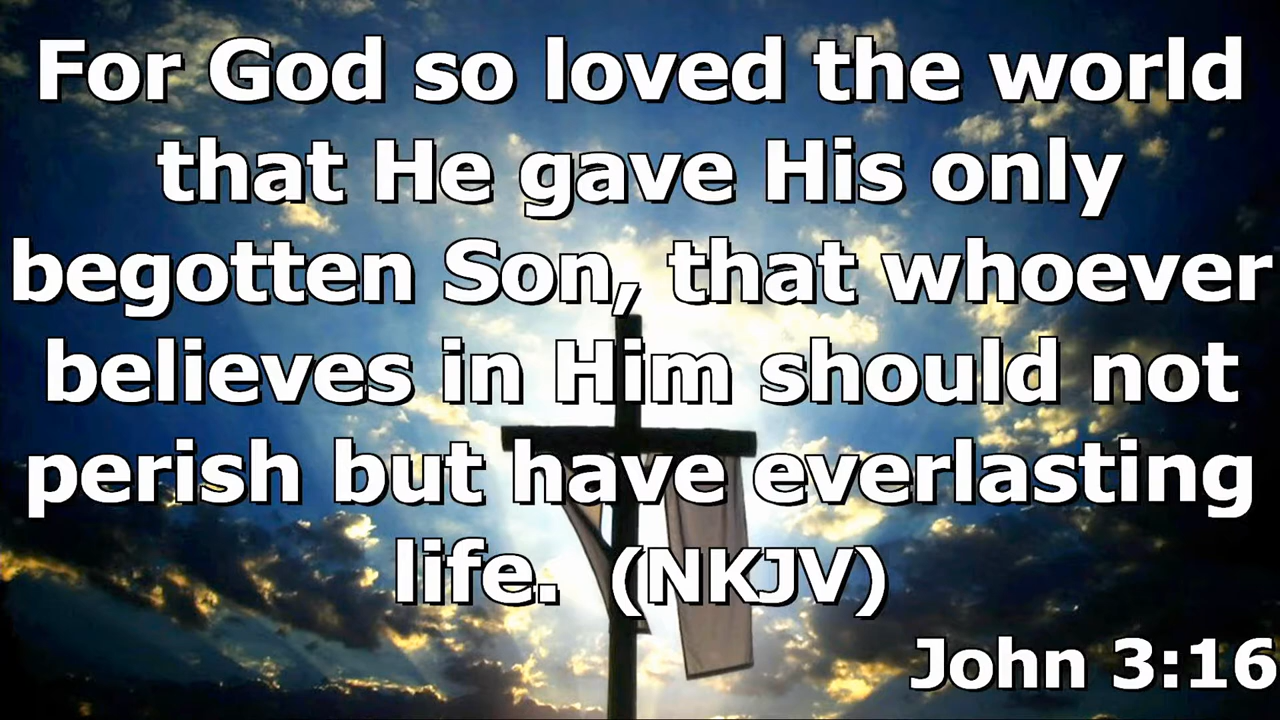 For God so loved the world
that He gave His only
begotten Son, that whoever
believes in Him should not
perish but have everlasting
life. (NKJV)
John 3:16